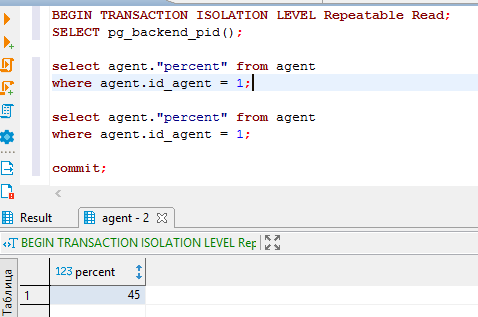 BEGIN TRANSACTION ISOLATION LEVEL Repeatable Read;
SELECT pg_backend_pid();
select agent."percent" from agent
where agent.id_agent = 1;
select agent."percent" from agent
where agent.id_agent = 1;
commit;
Result
agent - 2
BEGIN TRANSACTION ISOLATION LEVEL Rep
Таблица
123 percent
1 45